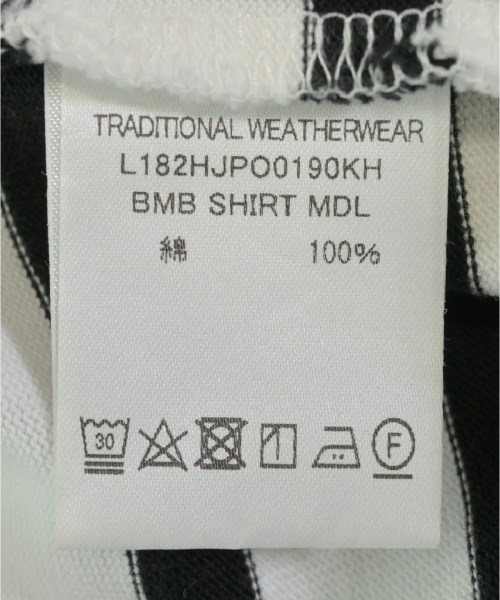 TRADITIONAL WEATHERWEAR
L182HJPO0190KH
BMB SHIRT MDL
綿 100%
30 F